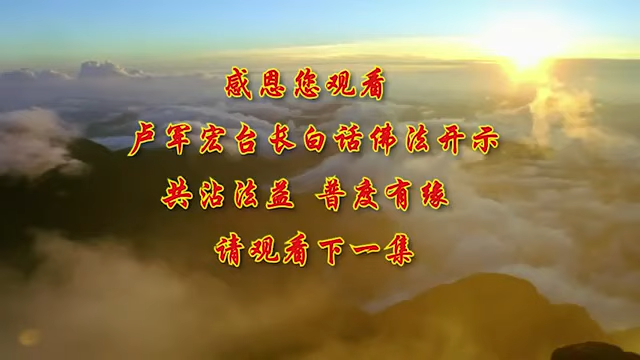 感恩您观看
卢军宏台长白话佛法开示
共沾法益 普度有缘
请观看下一集